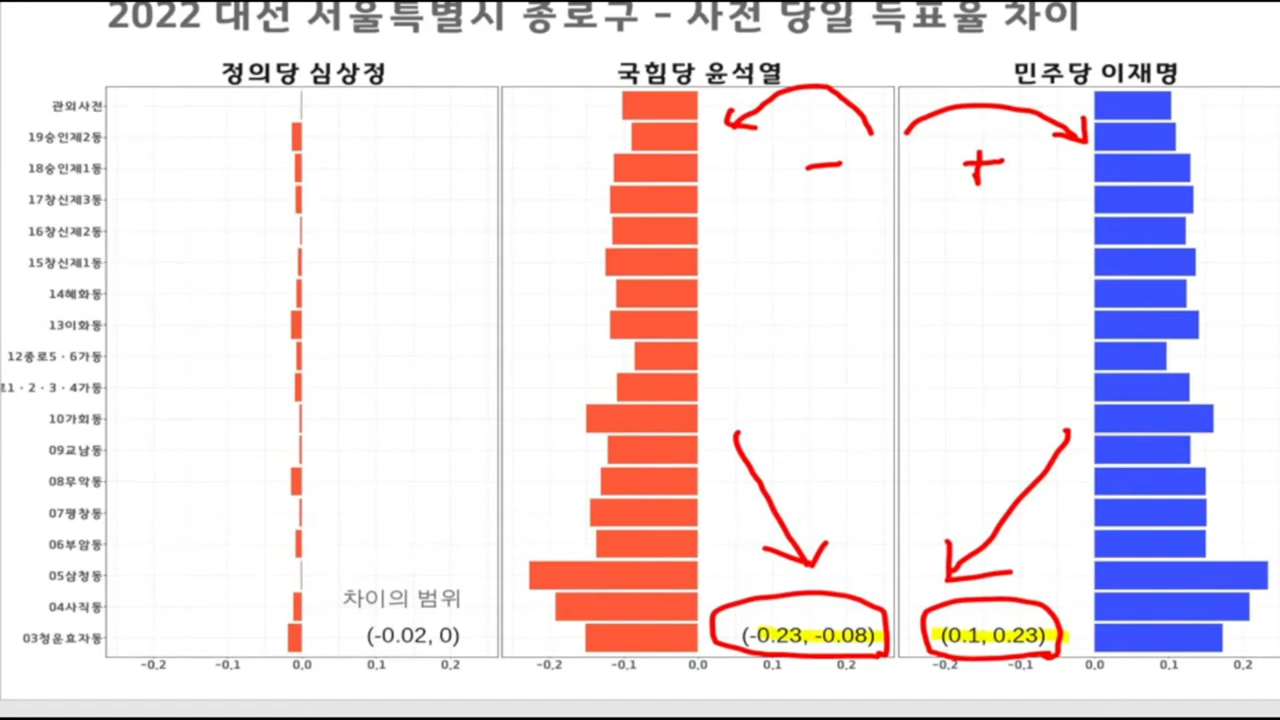 2022 대선 서울특별시 종로구 - 사전 당일 득표율 차이
정의당 심상정
국힘당 윤석열
민주당 이재명
관외사전
19숭인제2동
18숭인제1동
17창신제3동
16창신제2동
15창신제1동
14혜화동
13이화동
12종로5·6가동
1·2·3·4가동
10가회동
09교남동
08무악동
07평창동
06부암동
05삼청동
04사직동
03청운효자동
- +
차이의 범위
(-0.02, 0)
(-0.23, -0.08)
(0.1, 0.23)
-0.2 -0.1 0.0 0.1 0.2
-0.2 -0.1 0.0 0.1 0.2
-0.2 -0.1 0.0 0.1 0.2